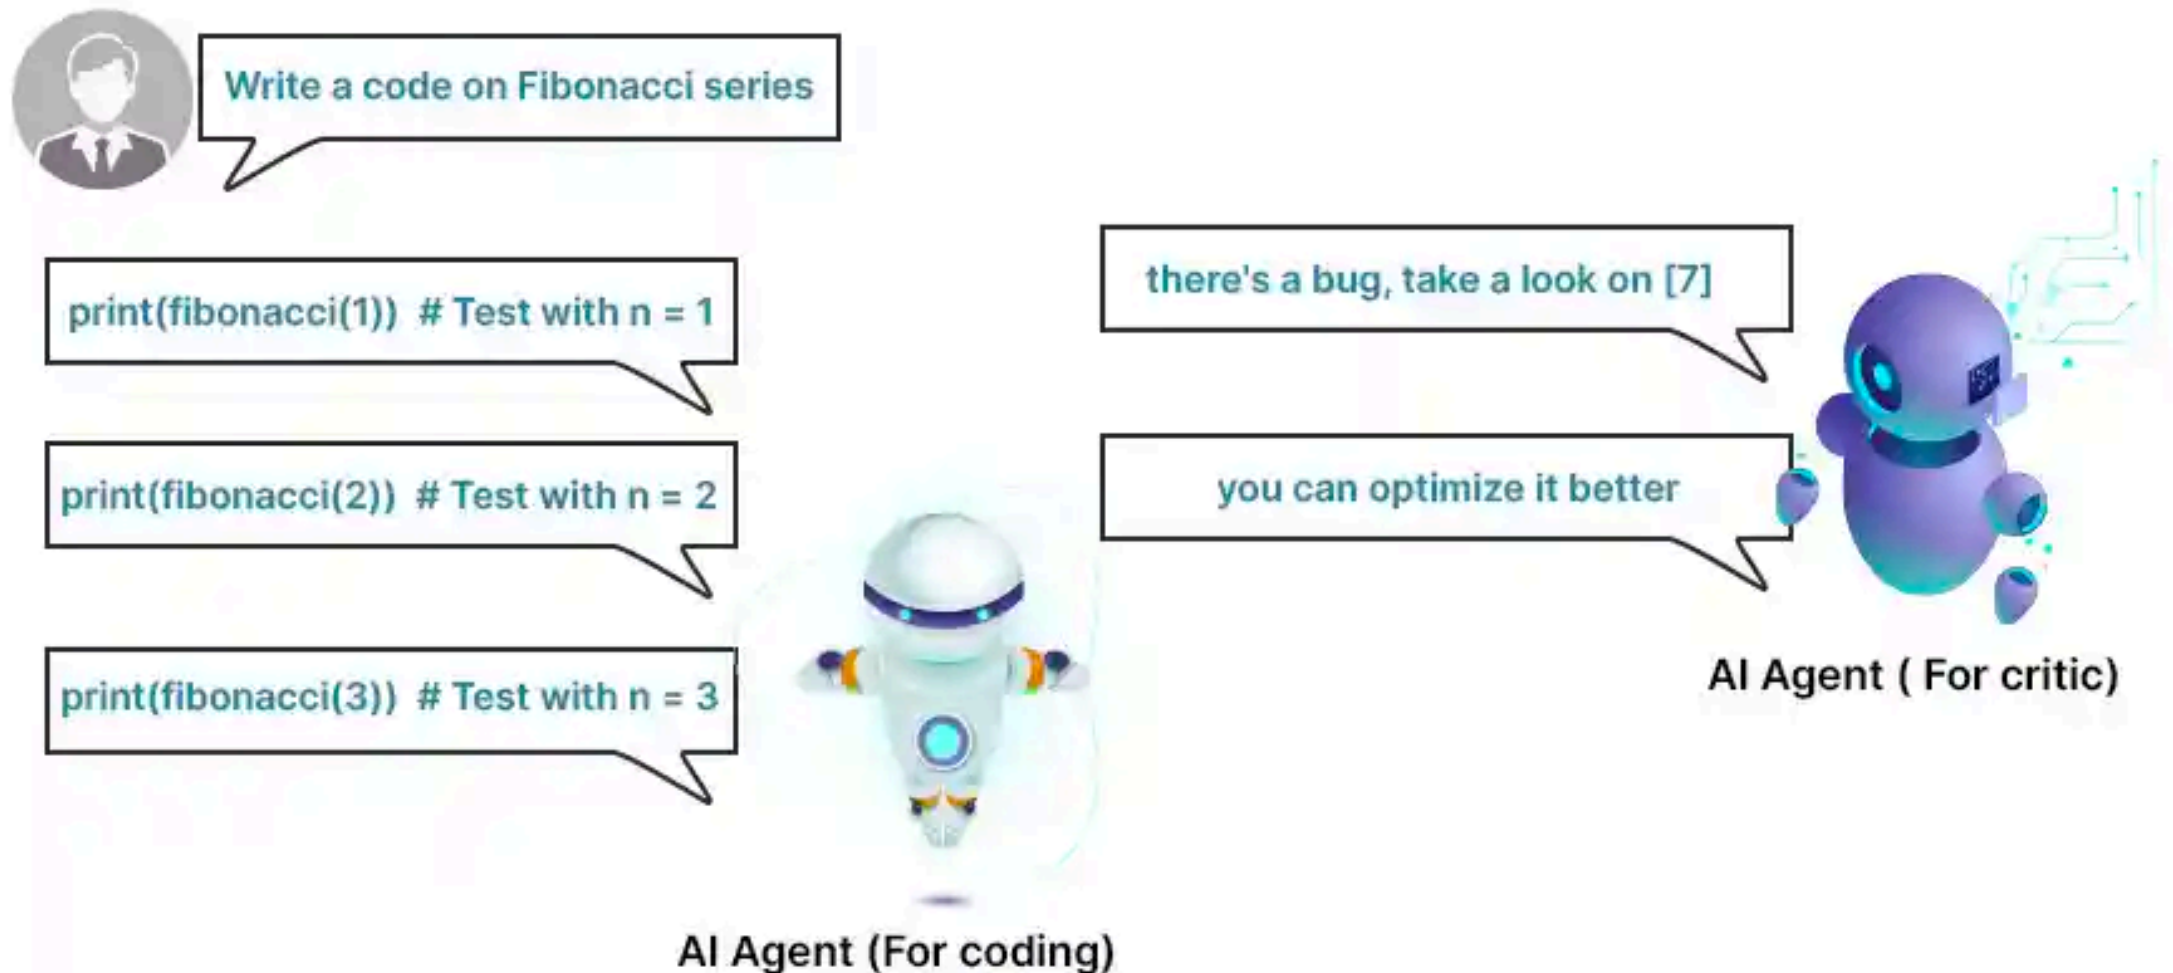 Write a code on Fibonacci series
print(fibonacci(1)) # Test with n = 1
print(fibonacci(2)) # Test with n = 2
print(fibonacci(3)) # Test with n = 3
AI Agent (For coding)
there's a bug, take a look on [7]
you can optimize it better
AI Agent ( For critic)